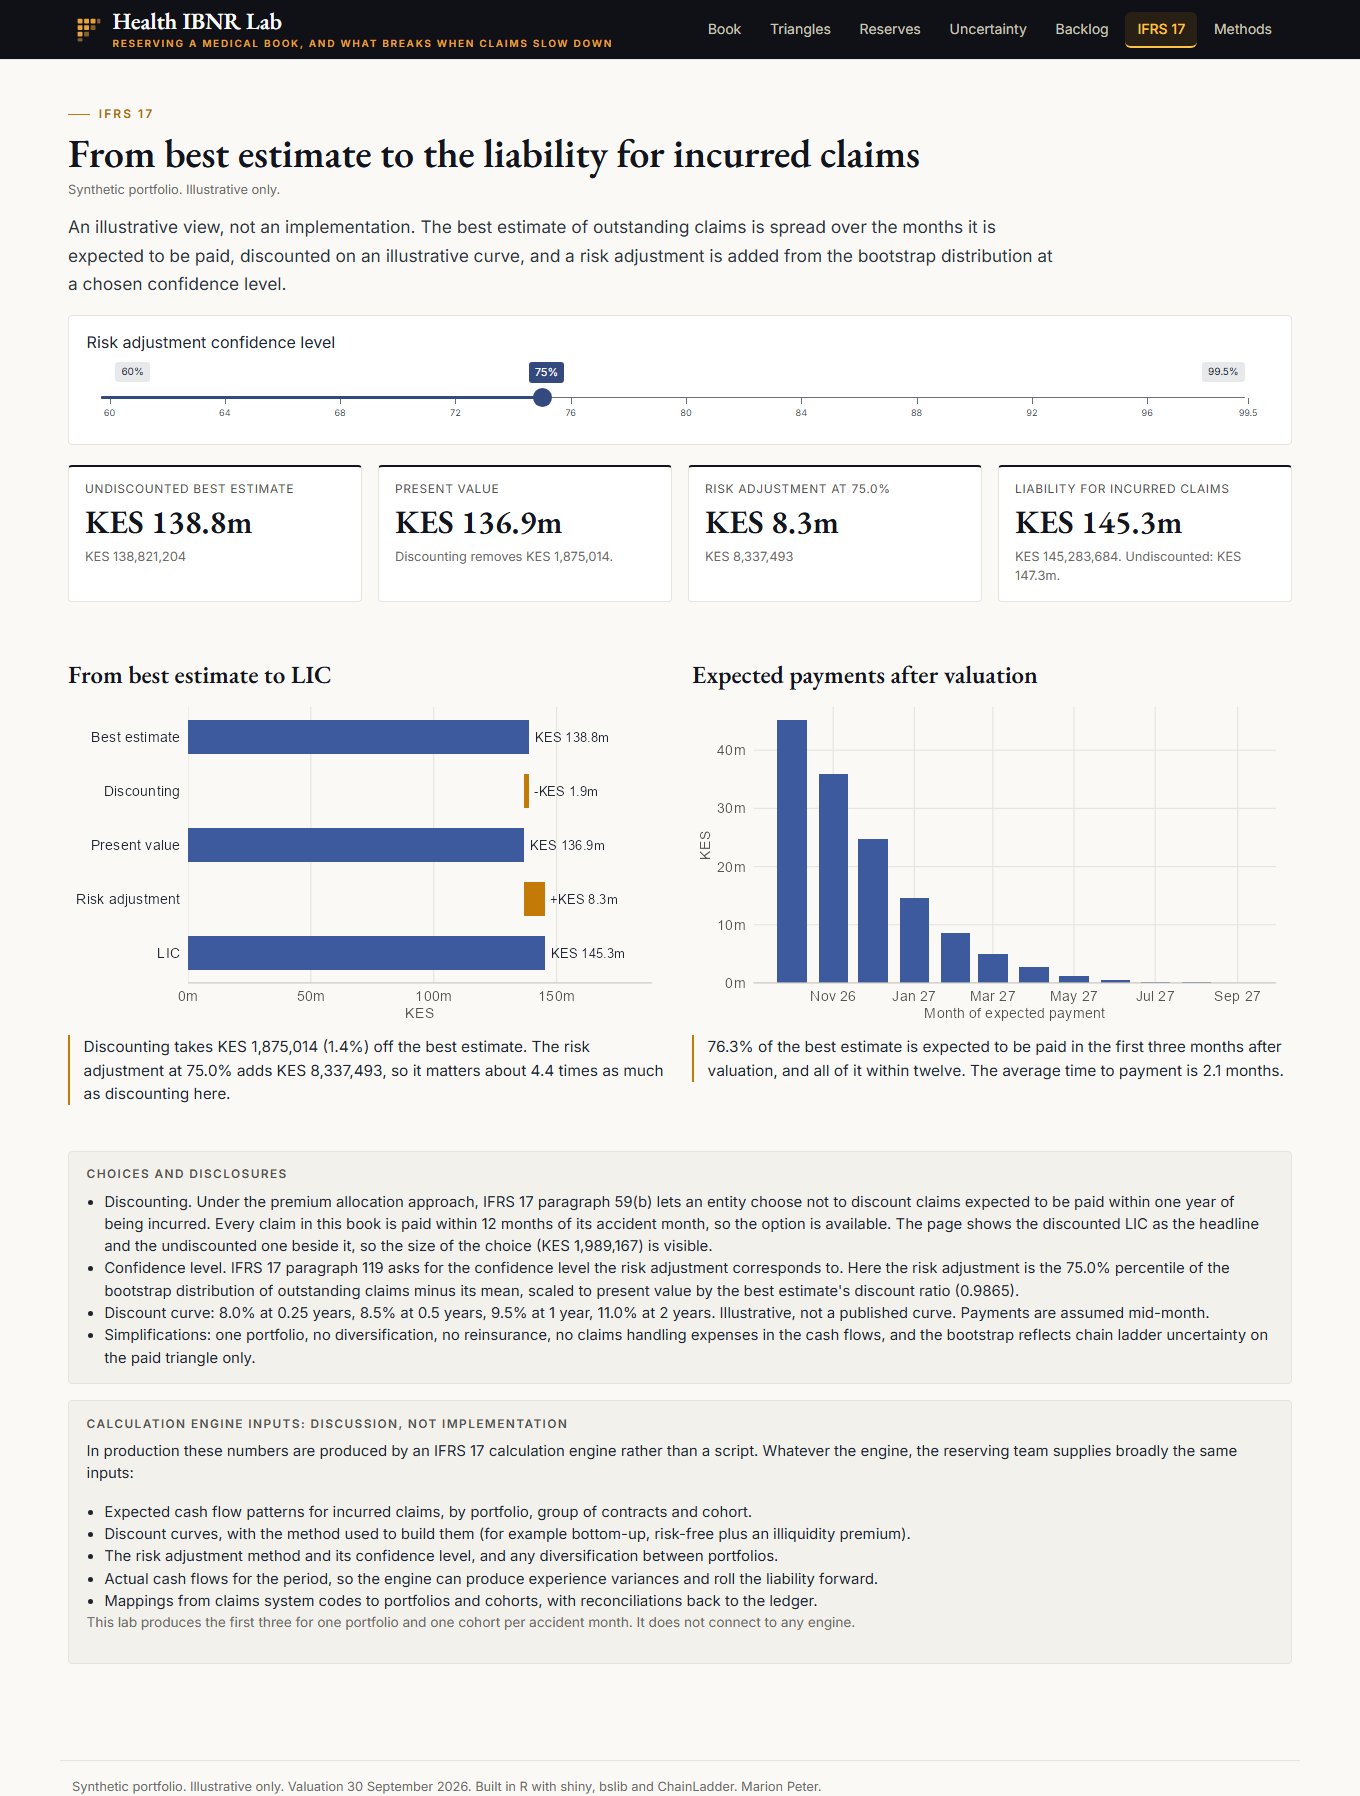 Health IBNR Lab
RESERVING A MEDICAL BOOK, AND WHAT BREAKS WHEN CLAIMS SLOW DOWN
Book
Triangles
Reserves
Uncertainty
Backlog
IFRS 17
Methods
IFRS 17
From best estimate to the liability for incurred claims
Synthetic portfolio. Illustrative only.
An illustrative view, not an implementation. The best estimate of outstanding claims is spread over the months it is
expected to be paid, discounted on an illustrative curve, and a risk adjustment is added from the bootstrap distribution at
a chosen confidence level.
Risk adjustment confidence level
60%
75%
99.5%
60
64
68
72
76
80
84
88
92
96
99.5
UNDISCOUNTED BEST ESTIMATE
KES 138.8m
KES 138,821,204
PRESENT VALUE
KES 136.9m
Discounting removes KES 1,875,014.
RISK ADJUSTMENT AT 75.0%
KES 8.3m
KES 8,337,493
LIABILITY FOR INCURRED CLAIMS
KES 145.3m
KES 145,283,684. Undiscounted: KES
147.3m.
From best estimate to LIC
Best estimate
KES 138.8m
Discounting
-KES 1.9m
Present value
KES 136.9m
Risk adjustment
+KES 8.3m
LIC
KES 145.3m
0m
50m
100m
150m
KES
Expected payments after valuation
40m
30m
20m
10m
0m
KES
Nov 26
Jan 27
Mar 27
May 27
Jul 27
Sep 27
Month of expected payment
Discounting takes KES 1,875,014 (1.4%) off the best estimate. The risk
adjustment at 75.0% adds KES 8,337,493, so it matters about 4.4 times as much
as discounting here.
76.3% of the best estimate is expected to be paid in the first three months after
valuation, and all of it within twelve. The average time to payment is 2.1 months.
CHOICES AND DISCLOSURES
• Discounting. Under the premium allocation approach, IFRS 17 paragraph 59(b) lets an entity choose not to discount claims expected to be paid within one year of
being incurred. Every claim in this book is paid within 12 months of its accident month, so the option is available. The page shows the discounted LIC as the headline
and the undiscounted one beside it, so the size of the choice (KES 1,989,167) is visible.
• Confidence level. IFRS 17 paragraph 119 asks for the confidence level the risk adjustment corresponds to. Here the risk adjustment is the 75.0% percentile of the
bootstrap distribution of outstanding claims minus its mean, scaled to present value by the best estimate's discount ratio (0.9865).
• Discount curve: 8.0% at 0.25 years, 8.5% at 0.5 years, 9.5% at 1 year, 11.0% at 2 years. Illustrative, not a published curve. Payments are assumed mid-month.
• Simplifications: one portfolio, no diversification, no reinsurance, no claims handling expenses in the cash flows, and the bootstrap reflects chain ladder uncertainty on
the paid triangle only.
CALCULATION ENGINE INPUTS: DISCUSSION, NOT IMPLEMENTATION
In production these numbers are produced by an IFRS 17 calculation engine rather than a script. Whatever the engine, the reserving team supplies broadly the same
inputs:
• Expected cash flow patterns for incurred claims, by portfolio, group of contracts and cohort.
• Discount curves, with the method used to build them (for example bottom-up, risk-free plus an illiquidity premium).
• The risk adjustment method and its confidence level, and any diversification between portfolios.
• Actual cash flows for the period, so the engine can produce experience variances and roll the liability forward.
• Mappings from claims system codes to portfolios and cohorts, with reconciliations back to the ledger.
This lab produces the first three for one portfolio and one cohort per accident month. It does not connect to any engine.
Synthetic portfolio. Illustrative only. Valuation 30 September 2026. Built in R with shiny, bslib and ChainLadder. Marion Peter.